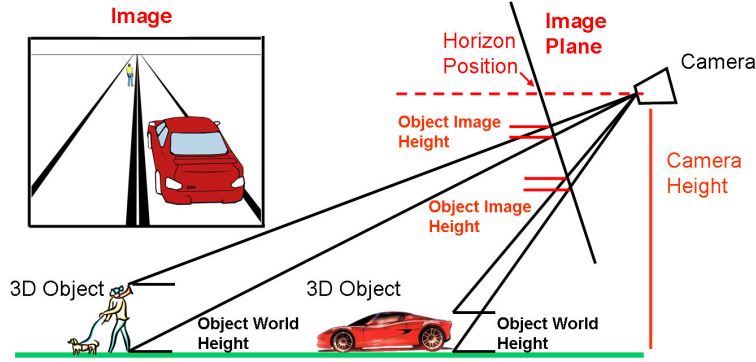 Image
Image
Plane
Horizon
Position
Camera
Object Image
Height
Camera
Height
Object Image
Height
3D Object
3D Object
Object World
Height
Object World
Height